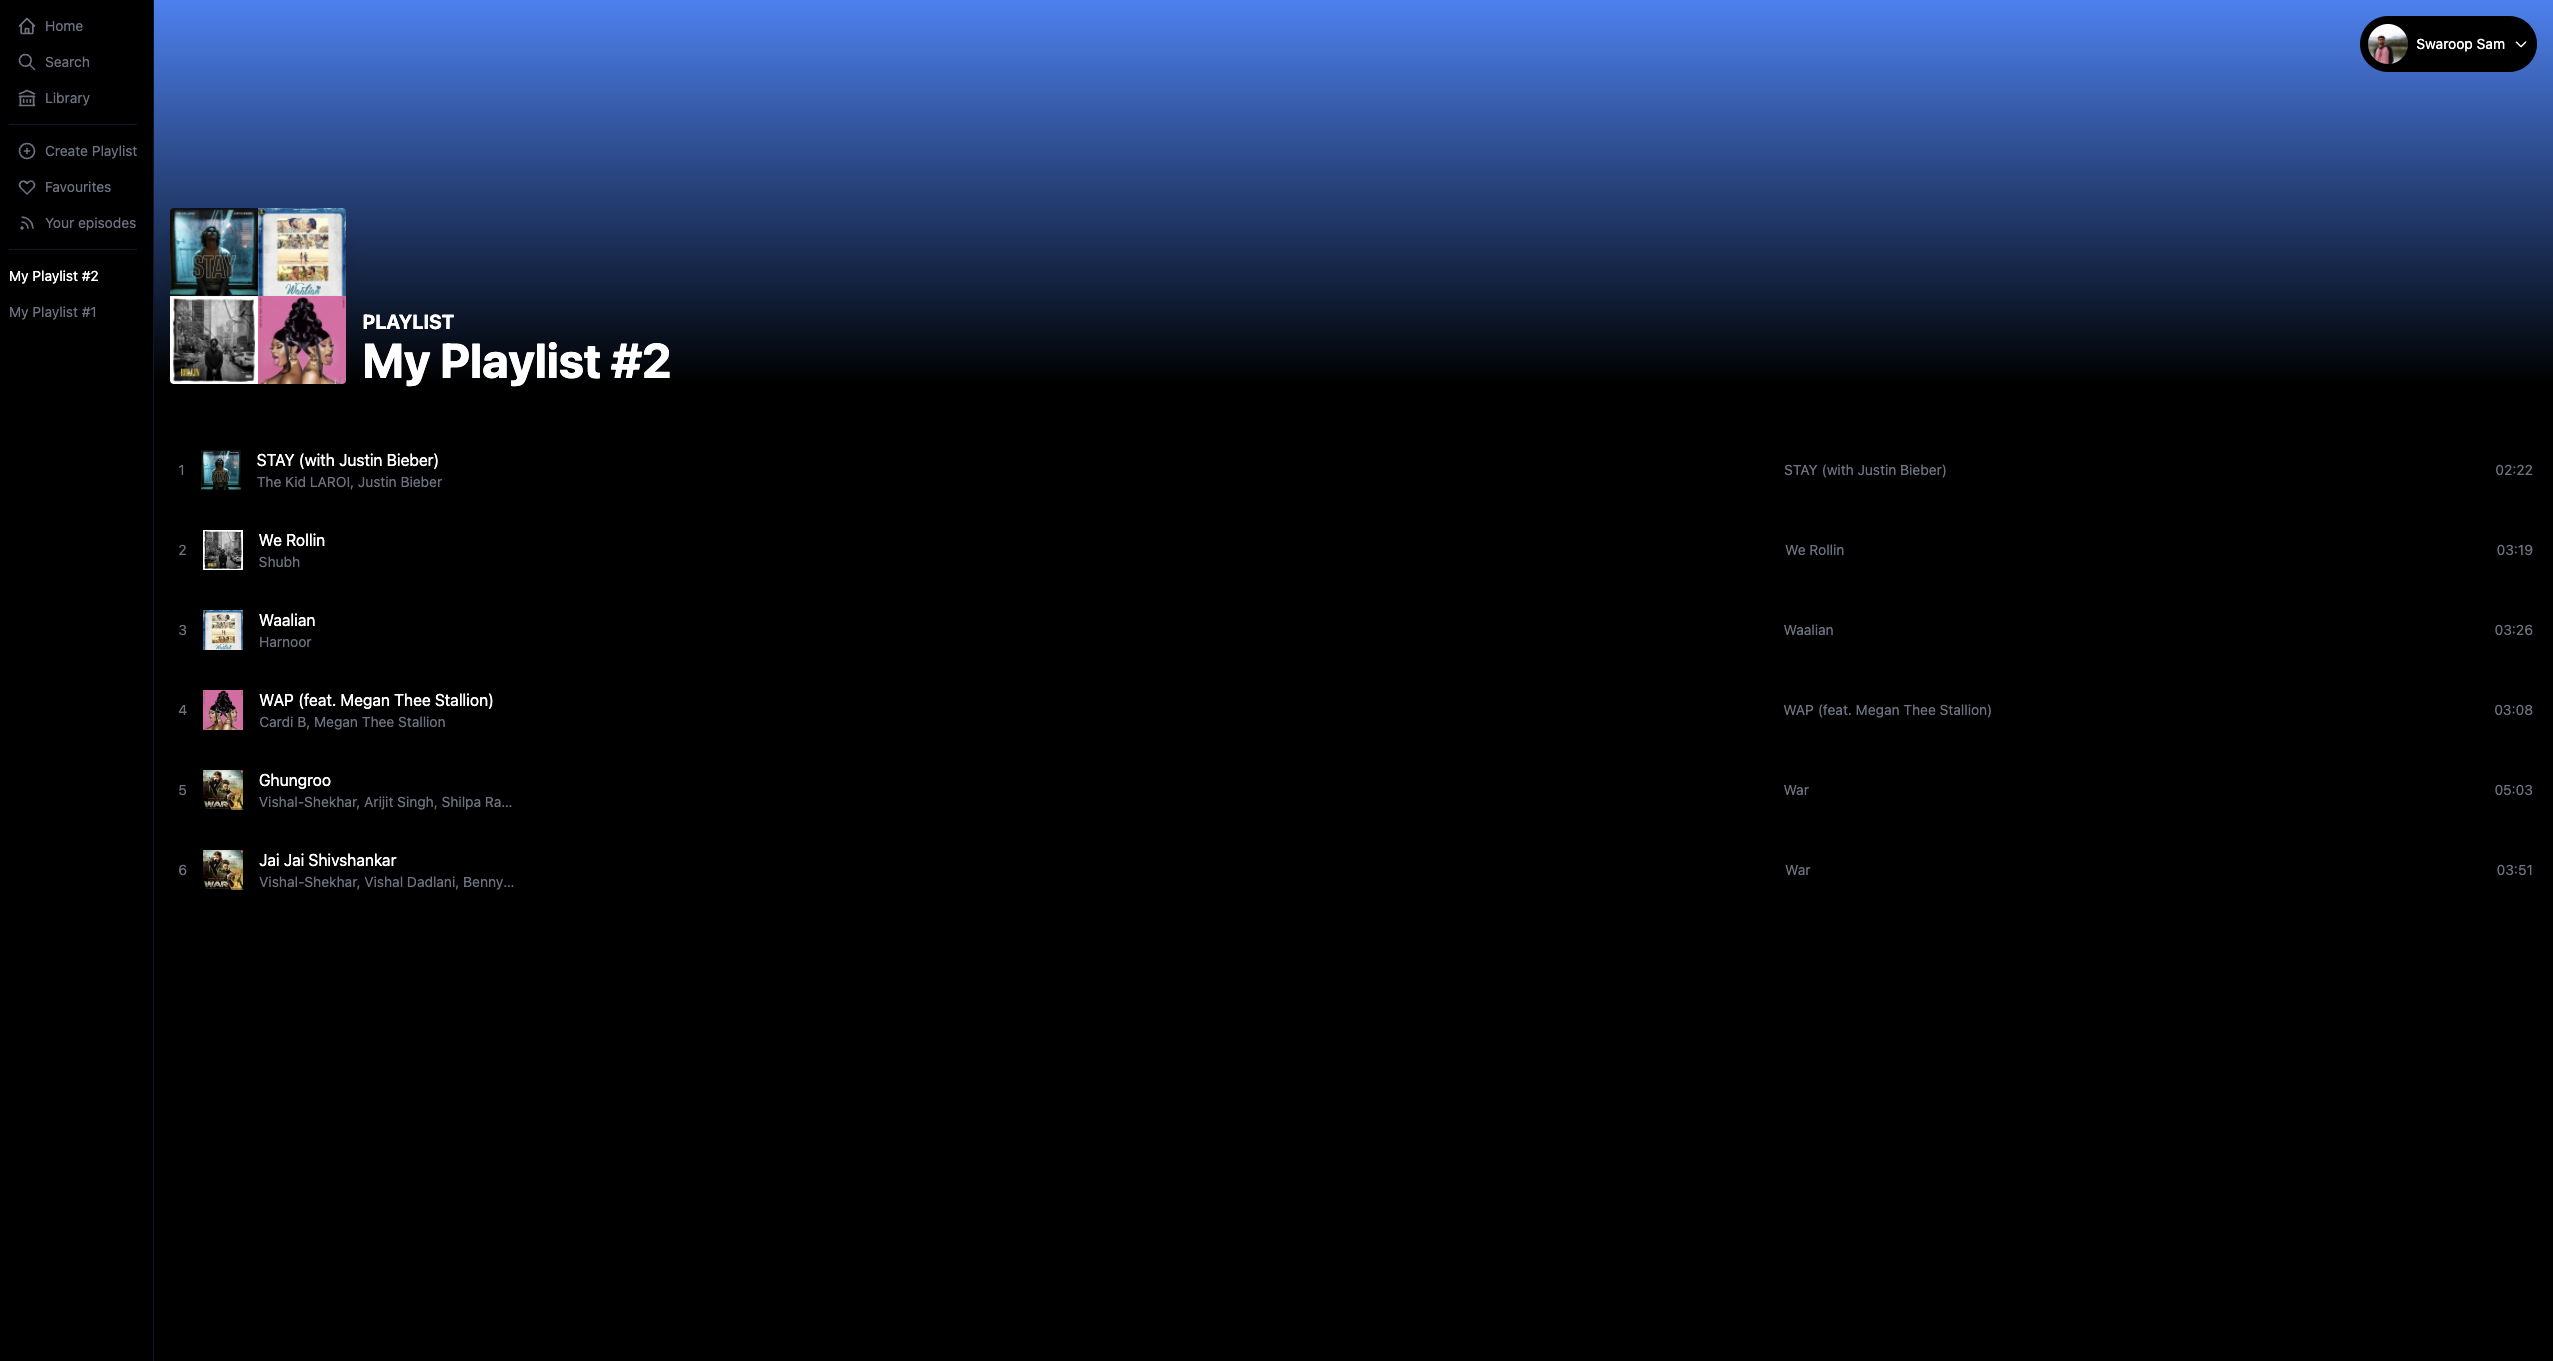 Home
Search
Library
Create Playlist
Favourites
Your episodes
My Playlist #2
My Playlist #1
Swaroop Sam
STAY
PLAYLIST
My Playlist #2
1 STAY (with Justin Bieber) STAY (with Justin Bieber) 02:22
The Kid LAROI, Justin Bieber
2 We Rollin We Rollin 03:19
Shubh
3 Waalian Waalian 03:26
Harnoor
4 WAP (feat. Megan Thee Stallion) WAP (feat. Megan Thee Stallion) 03:08
Cardi B, Megan Thee Stallion
5 Ghungroo War 05:03
Vishal-Shekhar, Arijit Singh, Shilpa Ra...
WAR
6 Jai Jai Shivshankar War 03:51
Vishal-Shekhar, Vishal Dadlani, Benny...
WAR